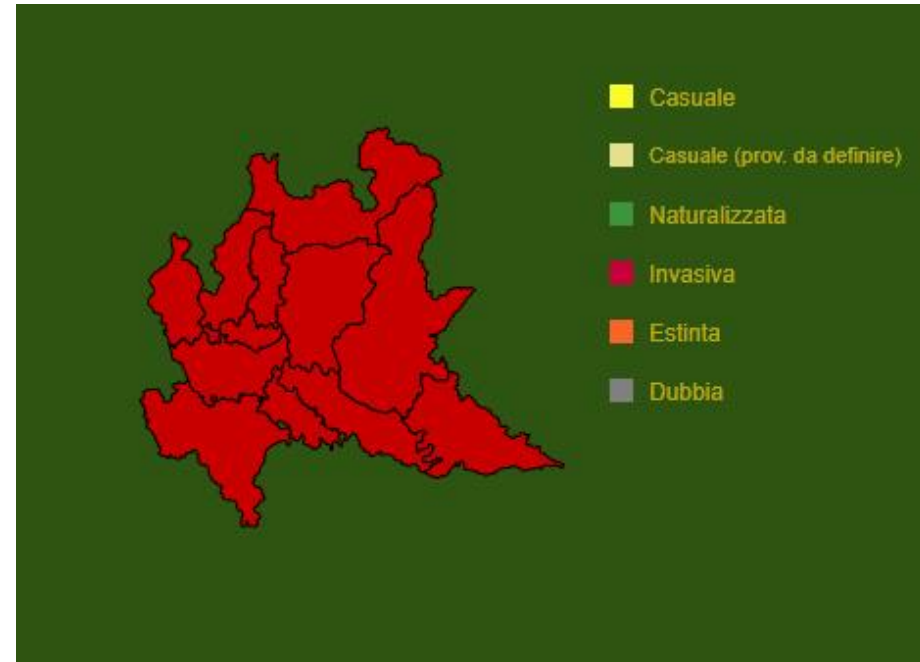 Casuale
Casuale (prov. da definire)
Naturalizzata
Invasiva
Estinta
Dubbia